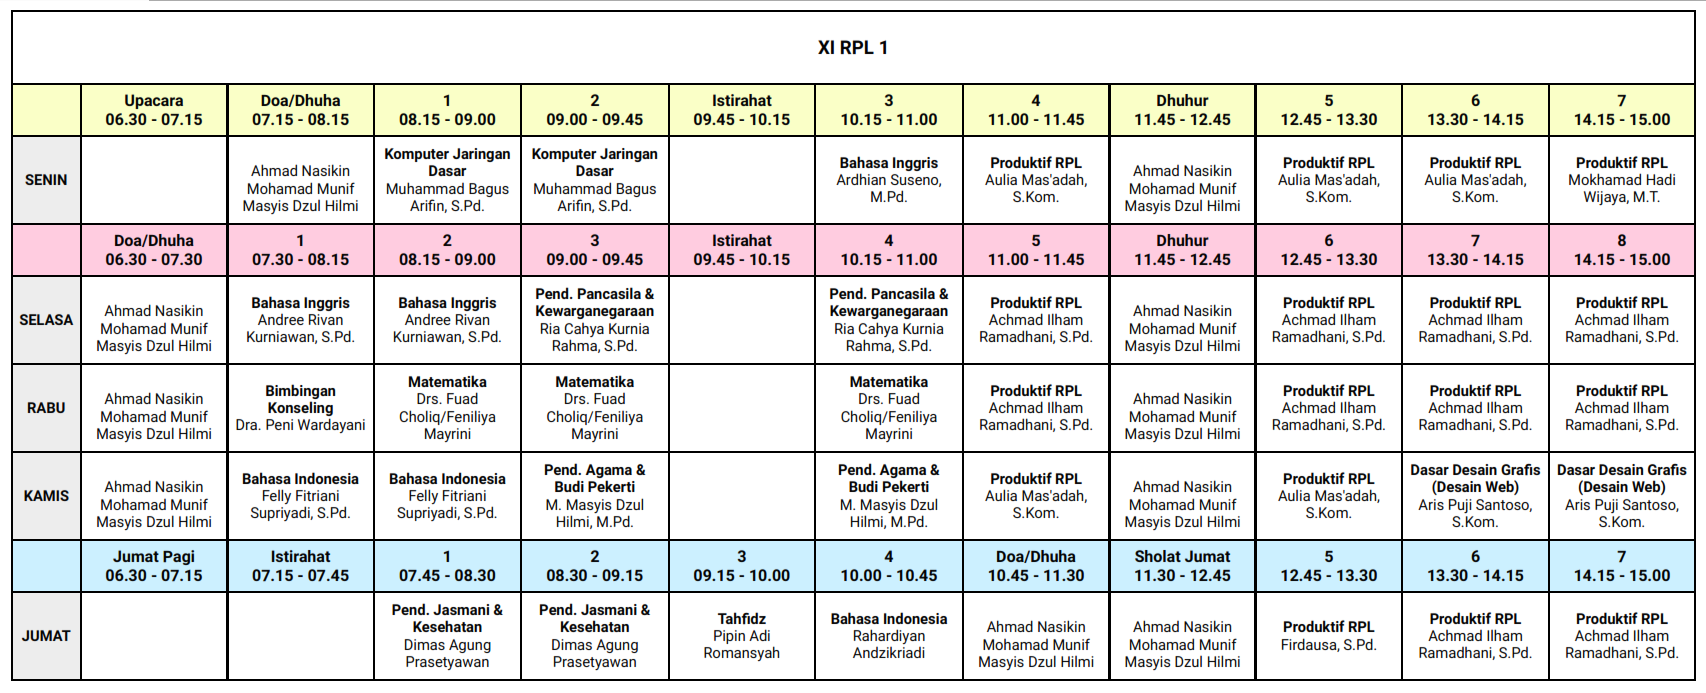 XI RPL 1
Upacara
06.30 - 07.15
Doa/Dhuha
07.15 - 08.15
1
08.15 - 09.00
2
09.00 - 09.45
Istirahat
09.45 - 10.15
3
10.15 - 11.00
4
11.00 - 11.45
Dhuhur
11.45 - 12.45
5
12.45 - 13.30
6
13.30 - 14.15
7
14.15 - 15.00
SENIN
Ahmad Nasikin
Mohamad Munif
Masyis Dzul Hilmi
Komputer Jaringan
Dasar
Muhammad Bagus
Arifin, S.Pd.
Komputer Jaringan
Dasar
Muhammad Bagus
Arifin, S.Pd.
Bahasa Inggris
Ardhian Suseno,
M.Pd.
Produktif RPL
Aulia Mas'adah,
S.Kom.
Ahmad Nasikin
Mohamad Munif
Masyis Dzul Hilmi
Produktif RPL
Aulia Mas'adah,
S.Kom.
Produktif RPL
Aulia Mas'adah,
S.Kom.
Produktif RPL
Mokhamad Hadi
Wijaya, M.T.
Doa/Dhuha
06.30 - 07.30
1
07.30 - 08.15
2
08.15 - 09.00
3
09.00 - 09.45
Istirahat
09.45 - 10.15
4
10.15 - 11.00
5
11.00 - 11.45
Dhuhur
11.45 - 12.45
6
12.45 - 13.30
7
13.30 - 14.15
8
14.15 - 15.00
SELASA
Ahmad Nasikin
Mohamad Munif
Masyis Dzul Hilmi
Bahasa Inggris
Andree Rivan
Kurniawan, S.Pd.
Bahasa Inggris
Andree Rivan
Kurniawan, S.Pd.
Pend. Pancasila &
Kewarganegaraan
Ria Cahya Kurnia
Rahma, S.Pd.
Pend. Pancasila &
Kewarganegaraan
Ria Cahya Kurnia
Rahma, S.Pd.
Produktif RPL
Achmad Ilham
Ramadhani, S.Pd.
Ahmad Nasikin
Mohamad Munif
Masyis Dzul Hilmi
Produktif RPL
Achmad Ilham
Ramadhani, S.Pd.
Produktif RPL
Achmad Ilham
Ramadhani, S.Pd.
Produktif RPL
Achmad Ilham
Ramadhani, S.Pd.
RABU
Ahmad Nasikin
Mohamad Munif
Masyis Dzul Hilmi
Bimbingan
Konseling
Dra. Peni Wardayani
Matematika
Drs. Fuad
Choliq/Feniliya
Mayrini
Matematika
Drs. Fuad
Choliq/Feniliya
Mayrini
Matematika
Drs. Fuad
Choliq/Feniliya
Mayrini
Produktif RPL
Achmad Ilham
Ramadhani, S.Pd.
Ahmad Nasikin
Mohamad Munif
Masyis Dzul Hilmi
Produktif RPL
Achmad Ilham
Ramadhani, S.Pd.
Produktif RPL
Achmad Ilham
Ramadhani, S.Pd.
Produktif RPL
Achmad Ilham
Ramadhani, S.Pd.
KAMIS
Ahmad Nasikin
Mohamad Munif
Masyis Dzul Hilmi
Bahasa Indonesia
Felly Fitriani
Supriyadi, S.Pd.
Bahasa Indonesia
Felly Fitriani
Supriyadi, S.Pd.
Pend. Agama &
Budi Pekerti
M. Masyis Dzul
Hilmi, M.Pd.
Pend. Agama &
Budi Pekerti
M. Masyis Dzul
Hilmi, M.Pd.
Produktif RPL
Aulia Mas'adah,
S.Kom.
Ahmad Nasikin
Mohamad Munif
Masyis Dzul Hilmi
Produktif RPL
Aulia Mas'adah,
S.Kom.
Dasar Desain Grafis
(Desain Web)
Aris Puji Santoso,
S.Kom.
Dasar Desain Grafis
(Desain Web)
Aris Puji Santoso,
S.Kom.
Jumat Pagi
06.30 - 07.15
Istirahat
07.15 - 07.45
1
07.45 - 08.30
2
08.30 - 09.15
3
09.15 - 10.00
4
10.00 - 10.45
Doa/Dhuha
10.45 - 11.30
Sholat Jumat
11.30 - 12.45
5
12.45 - 13.30
6
13.30 - 14.15
7
14.15 - 15.00
JUMAT
Pend. Jasmani &
Kesehatan
Dimas Agung
Prasetyawan
Pend. Jasmani &
Kesehatan
Dimas Agung
Prasetyawan
Tahfidz
Pipin Adi
Romansyah
Bahasa Indonesia
Rahardiyan
Andzikriadi
Ahmad Nasikin
Mohamad Munif
Masyis Dzul Hilmi
Ahmad Nasikin
Mohamad Munif
Masyis Dzul Hilmi
Produktif RPL
Firdausa, S.Pd.
Produktif RPL
Achmad Ilham
Ramadhani, S.Pd.
Produktif RPL
Achmad Ilham
Ramadhani, S.Pd.